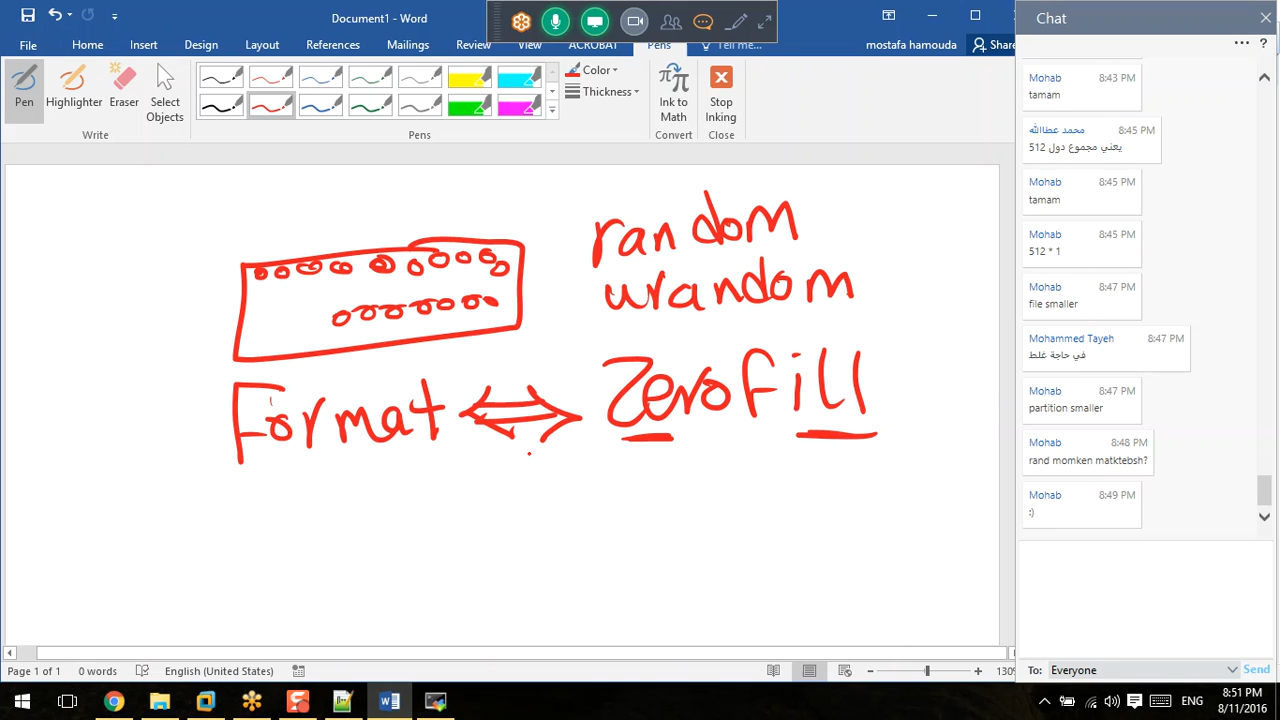 Document1 - Word
File
Home
Insert
Design
Layout
References
Mailings
Review
ACROBAT
Pens
Tell me...
mostafa hamouda
Share
Pen
Highlighter
Eraser
Select Objects
Color
Thickness
Ink to Math
Stop Inking
Write
Pens
Convert
Close
random
urandom
Format
Zerofill
Page 1 of 1
0 words
English (United States)
130%
Chat
Mohab 8:43 PM
tamam
محمد عطاالله 8:45 PM
يعني مجموع دول 512
Mohab 8:45 PM
tamam
Mohab 8:45 PM
512 * 1
Mohab 8:47 PM
file smaller
Mohammed Tayeh 8:47 PM
في حاجة غلط
Mohab 8:47 PM
partition smaller
Mohab 8:48 PM
rand momken matktebsh?
Mohab 8:49 PM
:)
To: Everyone
Send
ENG
8:51 PM
8/11/2016